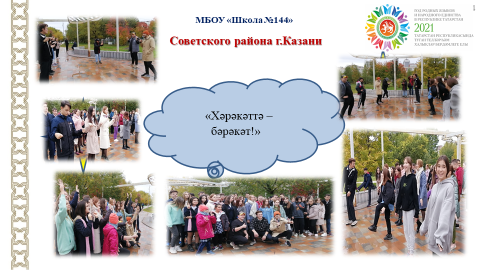 МБОУ «Школа №144»
Советского района г.Казани
1
2021
«Хәрәкәттә –
бәрәкәт!»